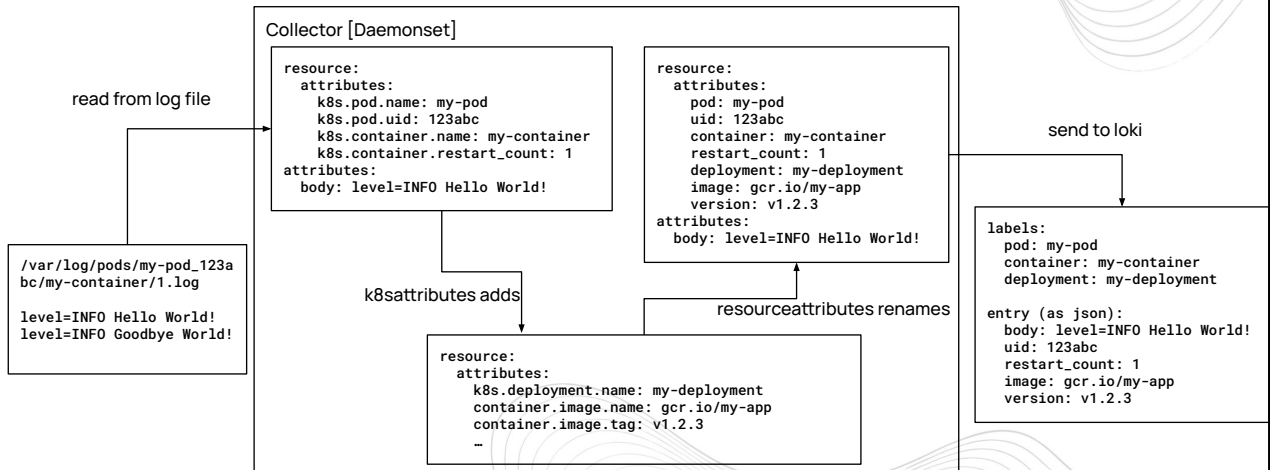 Collector [Daemonset]
read from log file
/var/log/pods/my-pod_123a
bc/my-container/1.log
level=INFO Hello World!
level=INFO Goodbye World!
resource:
attributes:
k8s.pod.name: my-pod
k8s.pod.uid: 123abc
k8s.container.name: my-container
k8s.container.restart_count: 1
attributes:
body: level=INFO Hello World!
k8sattributes adds
resource:
attributes:
k8s.deployment.name: my-deployment
container.image.name: gcr.io/my-app
container.image.tag: v1.2.3
…
resourceattributes renames
resource:
attributes:
pod: my-pod
uid: 123abc
container: my-container
restart_count: 1
deployment: my-deployment
image: gcr.io/my-app
version: v1.2.3
attributes:
body: level=INFO Hello World!
send to loki
labels:
pod: my-pod
container: my-container
deployment: my-deployment
entry (as json):
body: level=INFO Hello World!
uid: 123abc
restart_count: 1
image: gcr.io/my-app
version: v1.2.3